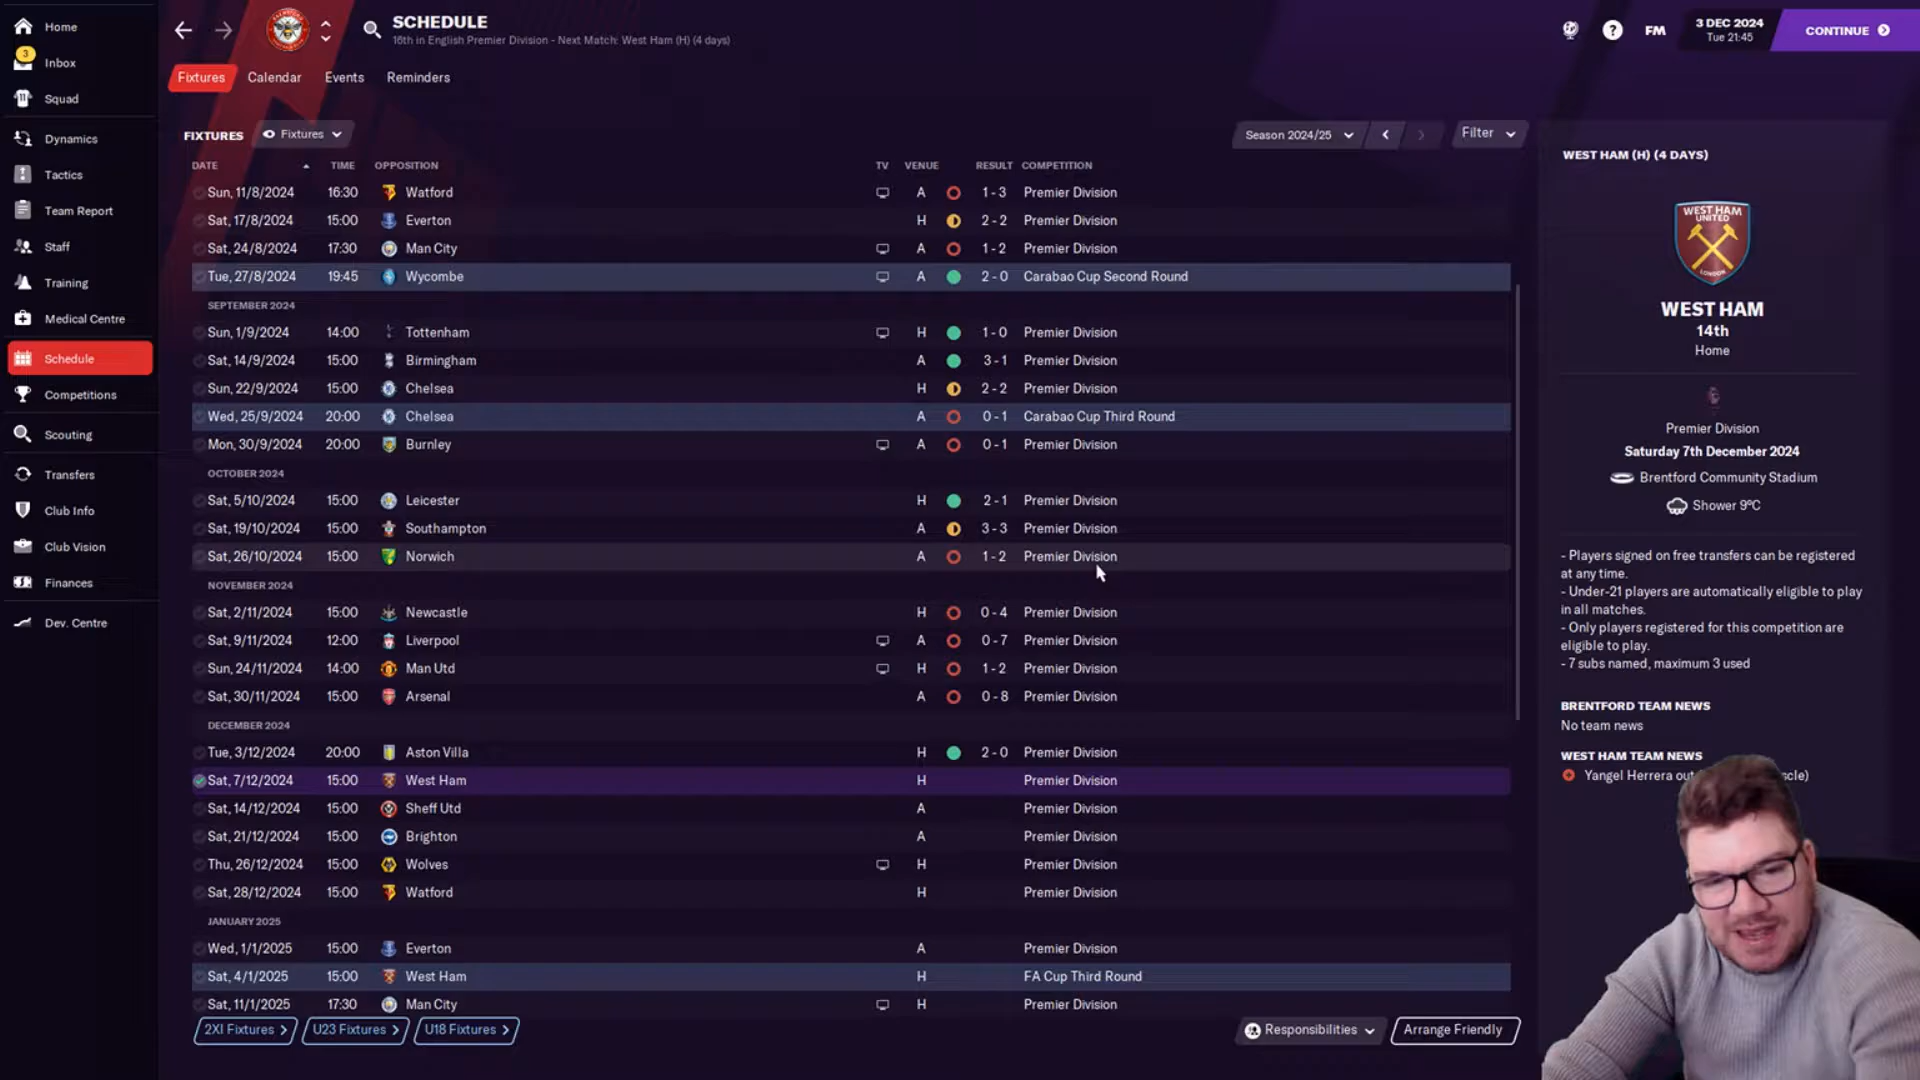 Home
3
Inbox
Squad
Dynamics
Tactics
Team Report
Staff
Training
Medical Centre
Schedule
Competitions
Scouting
Transfers
Club Info
Club Vision
Finances
Dev. Centre
SCHEDULE
16th in English Premier Division - Next Match: West Ham (H) (4 days)
FM
3 DEC 2024
Tue 21:45
CONTINUE
Fixtures Calendar Events Reminders
FIXTURES Fixtures Season 2024/25 Filter
DATE TIME OPPOSITION TV VENUE RESULT COMPETITION
Sun, 11/8/2024 16:30 Watford A 1 - 3 Premier Division
Sat, 17/8/2024 15:00 Everton H 2 - 2 Premier Division
Sat, 24/8/2024 17:30 Man City A 1 - 2 Premier Division
Tue, 27/8/2024 19:45 Wycombe A 2 - 0 Carabao Cup Second Round
SEPTEMBER 2024
Sun, 1/9/2024 14:00 Tottenham H 1 - 0 Premier Division
Sat, 14/9/2024 15:00 Birmingham A 3 - 1 Premier Division
Sun, 22/9/2024 15:00 Chelsea H 2 - 2 Premier Division
Wed, 25/9/2024 20:00 Chelsea A 0 - 1 Carabao Cup Third Round
Mon, 30/9/2024 20:00 Burnley A 0 - 1 Premier Division
OCTOBER 2024
Sat, 5/10/2024 15:00 Leicester H 2 - 1 Premier Division
Sat, 19/10/2024 15:00 Southampton A 3 - 3 Premier Division
Sat, 26/10/2024 15:00 Norwich A 1 - 2 Premier Division
NOVEMBER 2024
Sat, 2/11/2024 15:00 Newcastle H 0 - 4 Premier Division
Sat, 9/11/2024 12:00 Liverpool A 0 - 7 Premier Division
Sun, 24/11/2024 14:00 Man Utd H 1 - 2 Premier Division
Sat, 30/11/2024 15:00 Arsenal A 0 - 8 Premier Division
DECEMBER 2024
Tue, 3/12/2024 20:00 Aston Villa H 2 - 0 Premier Division
Sat, 7/12/2024 15:00 West Ham H Premier Division
Sat, 14/12/2024 15:00 Sheff Utd A Premier Division
Sat, 21/12/2024 15:00 Brighton A Premier Division
Thu, 26/12/2024 15:00 Wolves H Premier Division
Sat, 28/12/2024 15:00 Watford H Premier Division
JANUARY 2025
Wed, 1/1/2025 15:00 Everton A Premier Division
Sat, 4/1/2025 15:00 West Ham H FA Cup Third Round
Sat, 11/1/2025 17:30 Man City H Premier Division
2XI Fixtures U23 Fixtures U18 Fixtures Responsibilities Arrange Friendly
WEST HAM (H) (4 DAYS)
WEST HAM
UNITED
LONDON
WEST HAM
14th
Home
Premier Division
Saturday 7th December 2024
Brentford Community Stadium
Shower 9ºC
- Players signed on free transfers can be registered
at any time.
- Under-21 players are automatically eligible to play
in all matches.
- Only players registered for this competition are
eligible to play.
- 7 subs named, maximum 3 used
BRENTFORD TEAM NEWS
No team news
WEST HAM TEAM NEWS
Yangel Herrera out